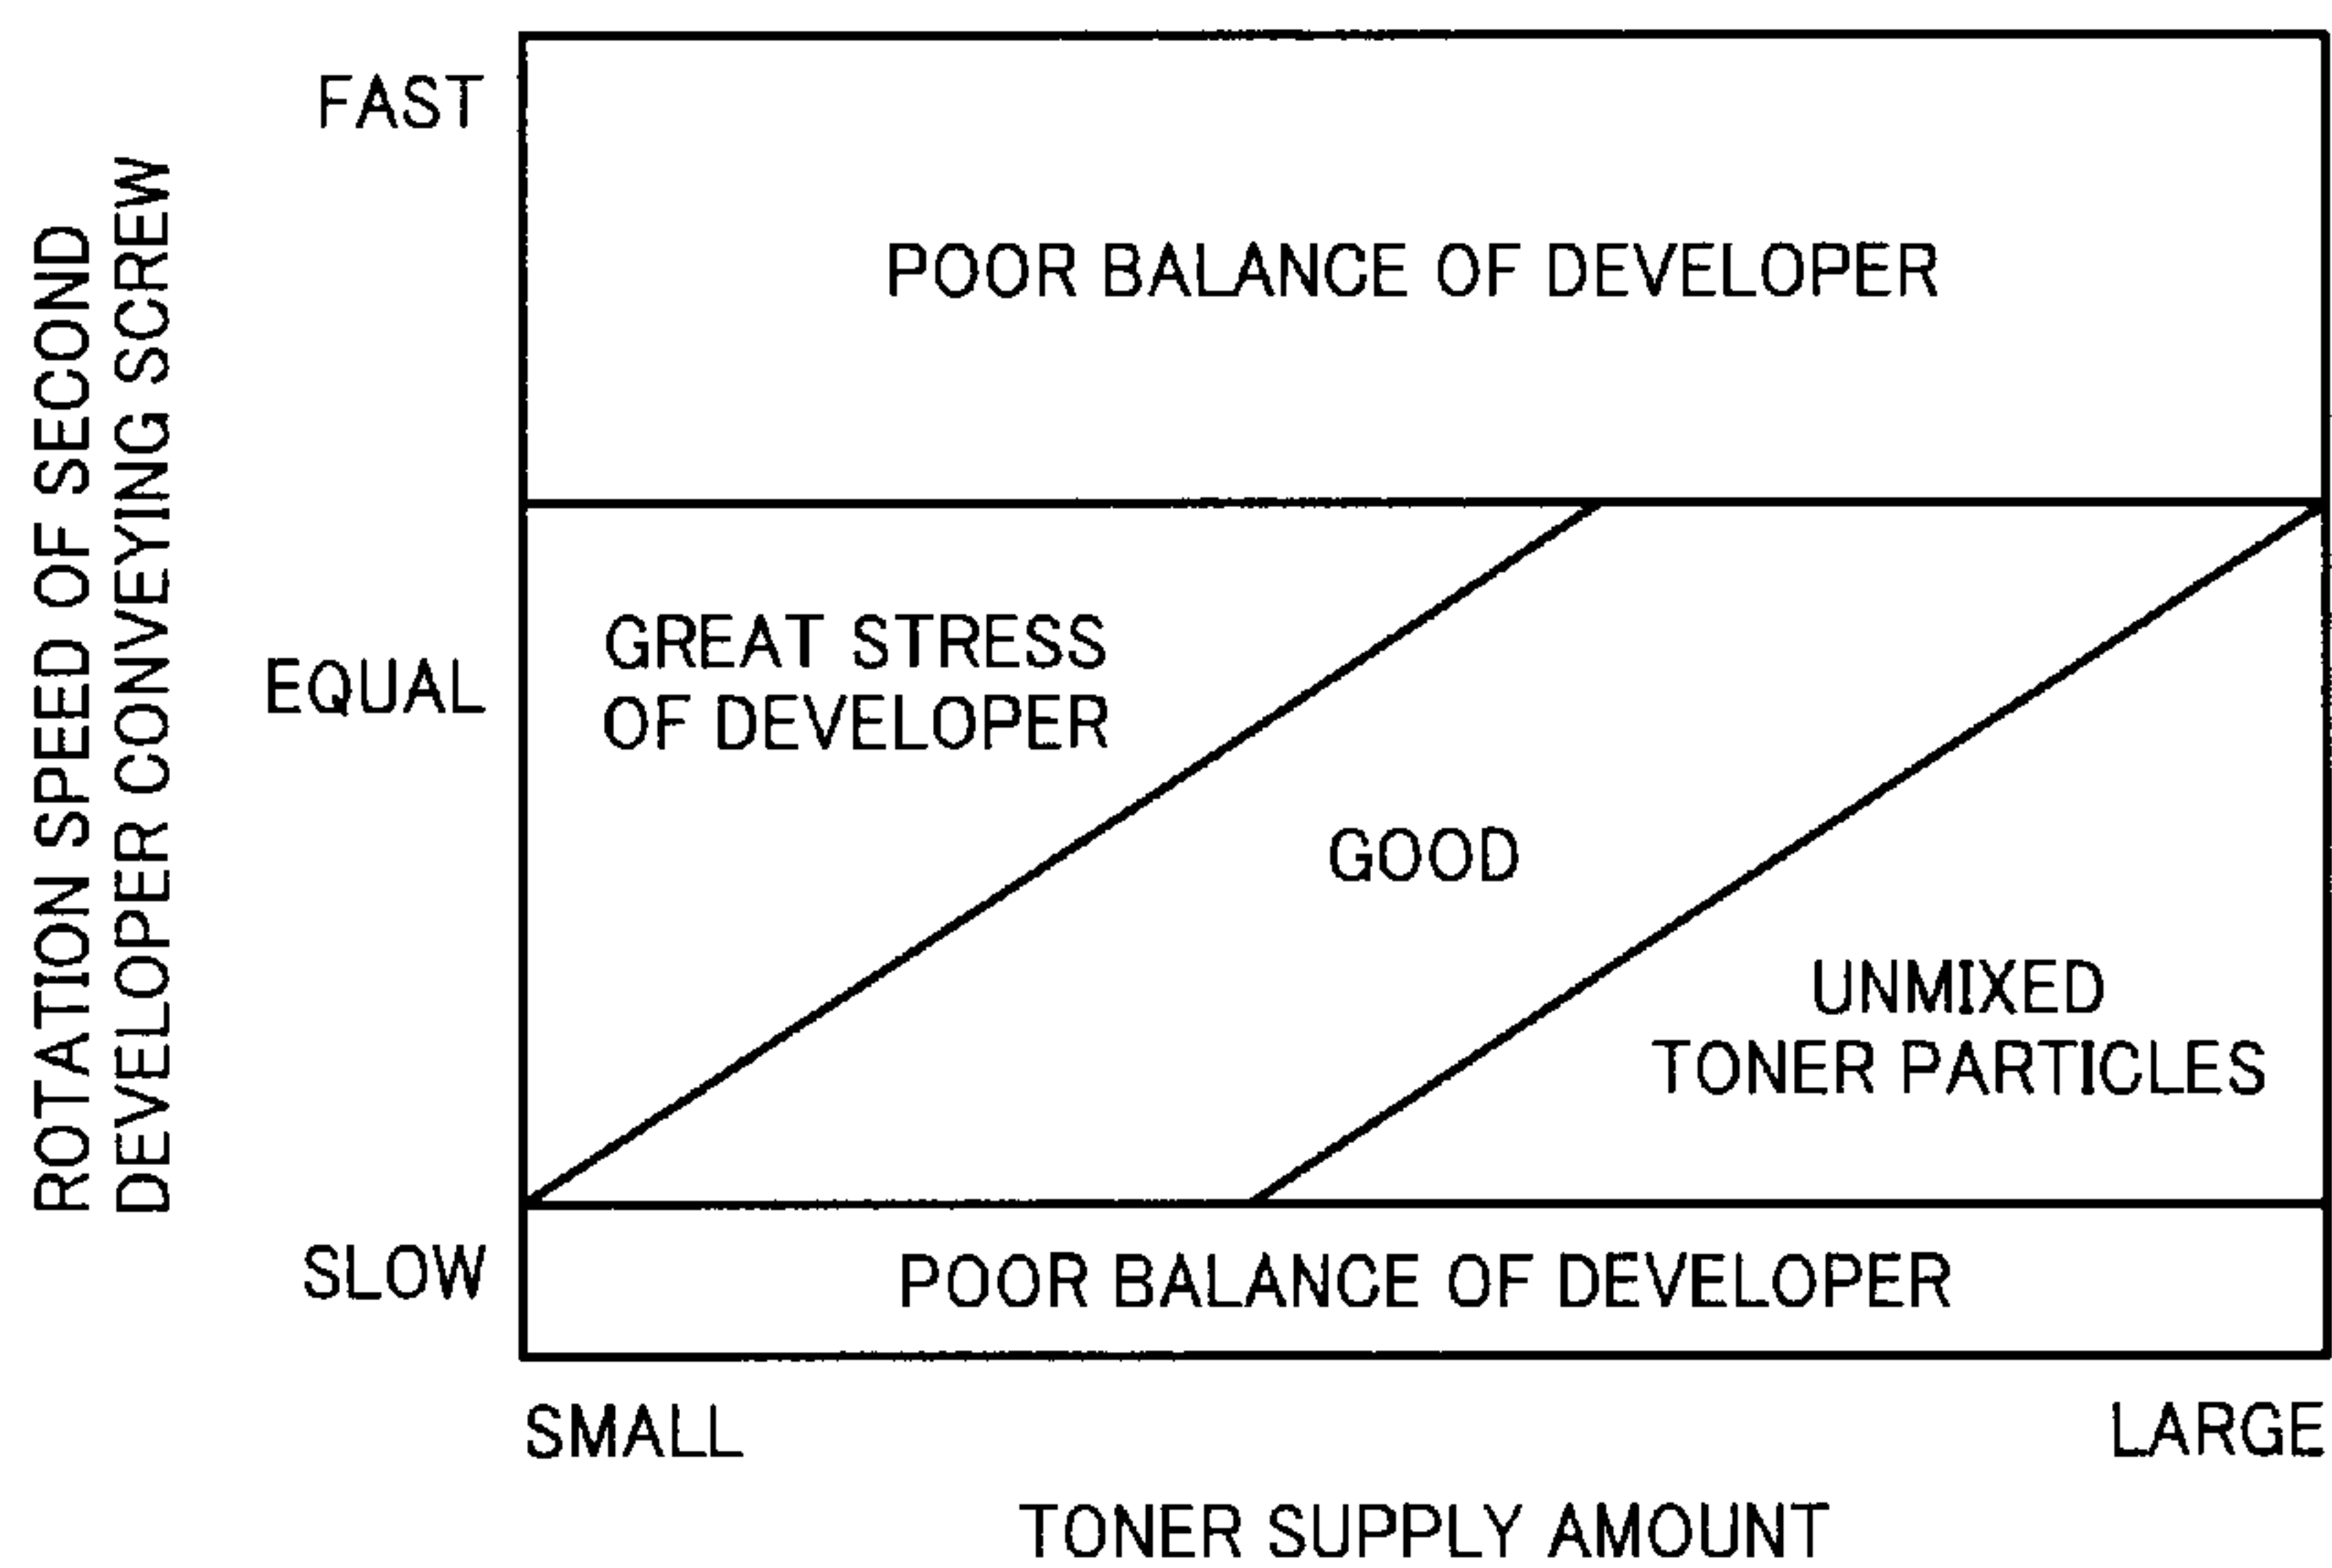 ROTATION SPEED OF SECOND
DEVELOPER CONVEYING SCREW
FAST
EQUAL
SLOW
POOR BALANCE OF DEVELOPER
GREAT STRESS
OF DEVELOPER
GOOD
UNMIXED
TONER PARTICLES
POOR BALANCE OF DEVELOPER
SMALL
LARGE
TONER SUPPLY AMOUNT